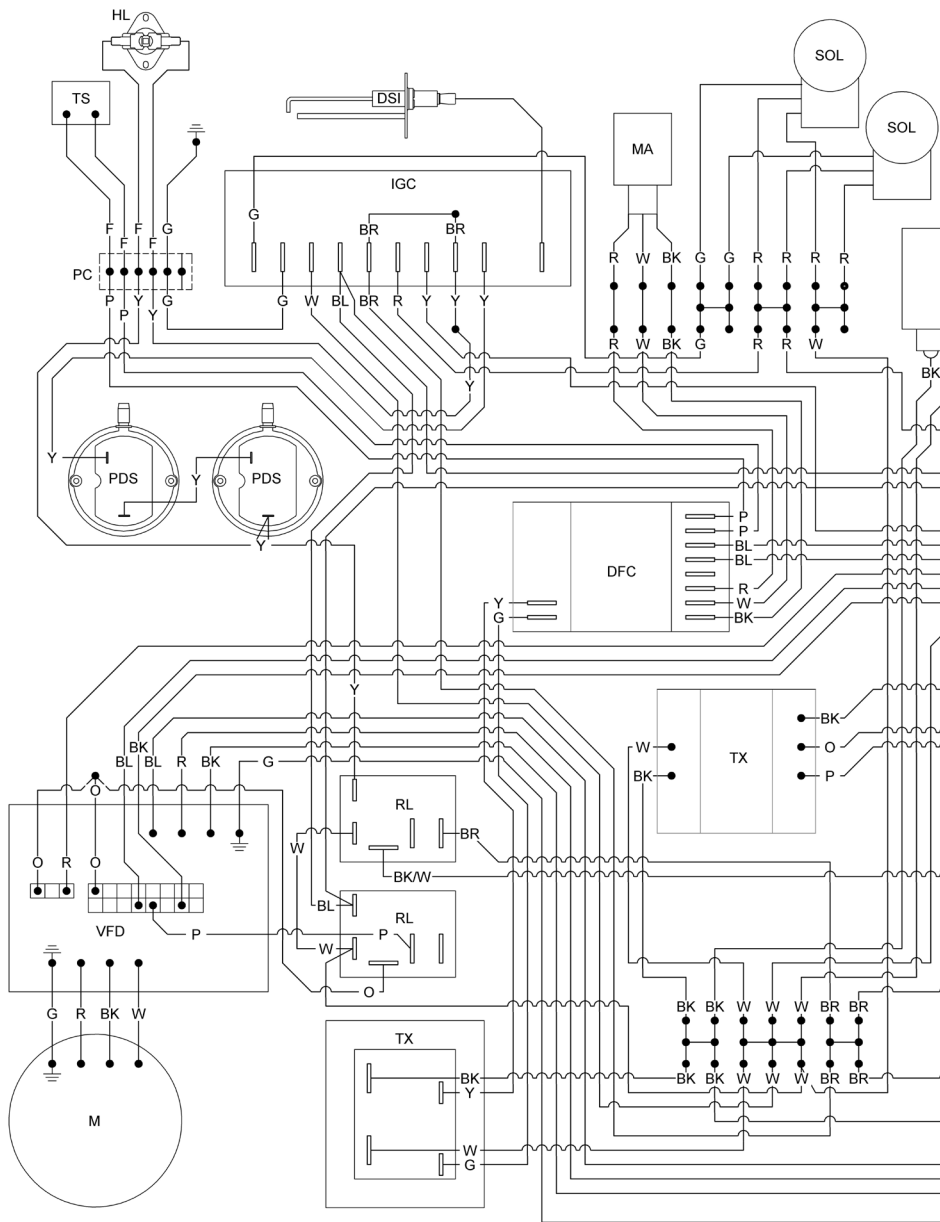 HL
SOL
TS
DSI
SOL
MA
IGC
G
F F G
F F
BR BR
R W BK G G R R R R
PC
P Y G
P Y
G W BL BR R Y Y Y
R W BK G R R W
BK
Y
Y PDS Y PDS
Y
P
P
BL
BL
DFC
R
Y W
G BK
Y
BK
BK
W O
TX
BK P
BL BL R BK G
O
RL
BR
W
O R O
BK/W
BL
RL
P P
VFD
W
O
BK BK W W W BR BR
G R BK W
TX
BK
Y
BK BK W W W BR BR
M
W
G